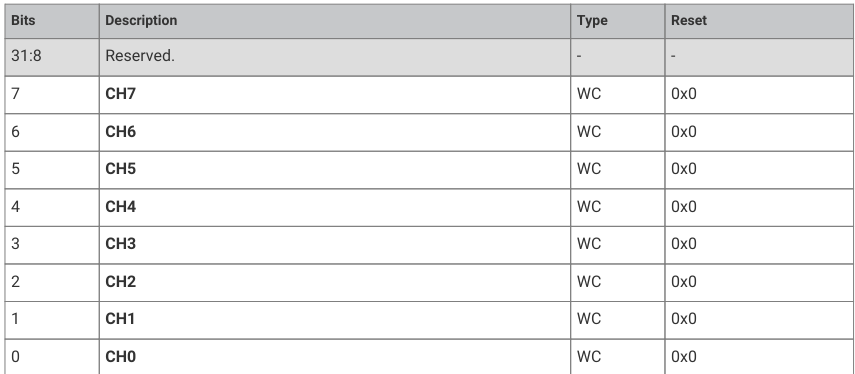 Bits Description Type Reset
31:8 Reserved. - -
7 CH7 WC 0x0
6 CH6 WC 0x0
5 CH5 WC 0x0
4 CH4 WC 0x0
3 CH3 WC 0x0
2 CH2 WC 0x0
1 CH1 WC 0x0
0 CH0 WC 0x0